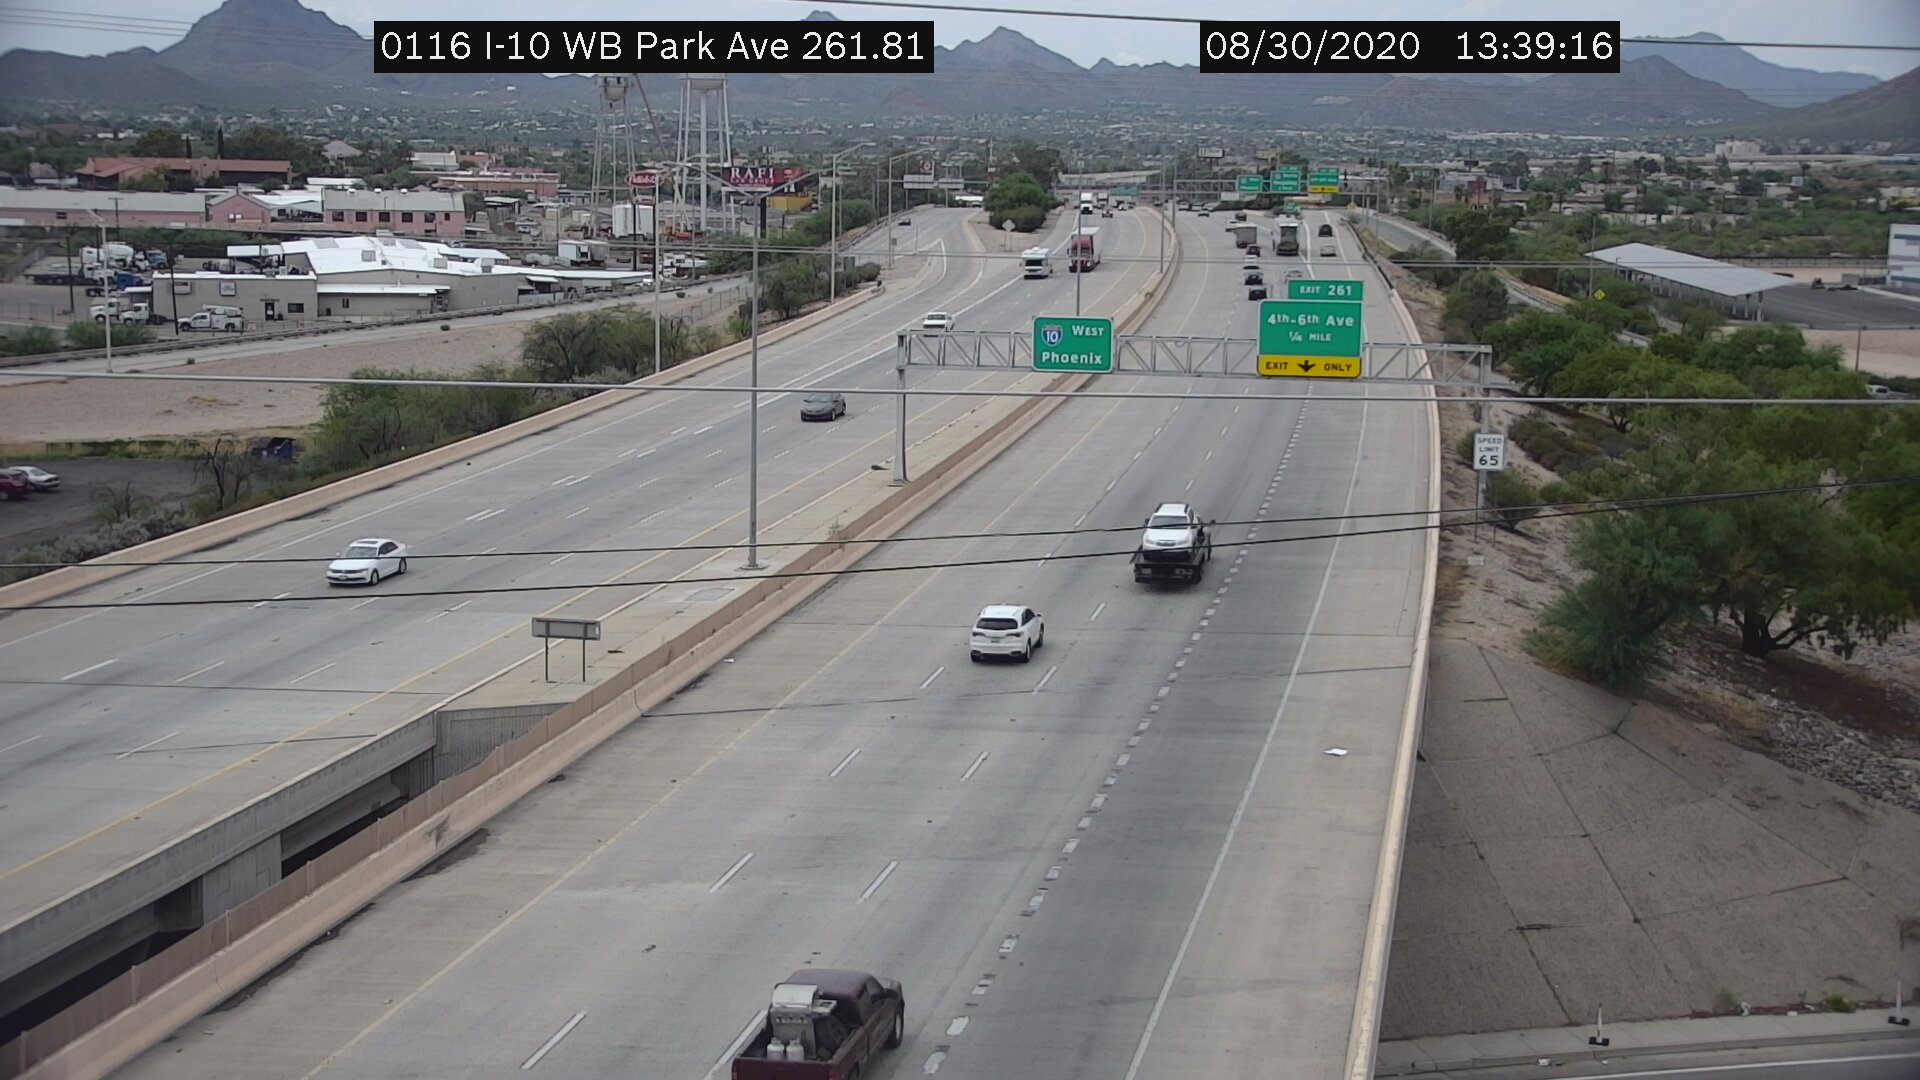 0116 I-10 WB Park Ave 261.81
08/30/2020 13:39:16
RAFI
EXIT 261
4th-6th Ave
1/4 MILE
EXIT ONLY
10 WEST
Phoenix
SPEED
LIMIT
65